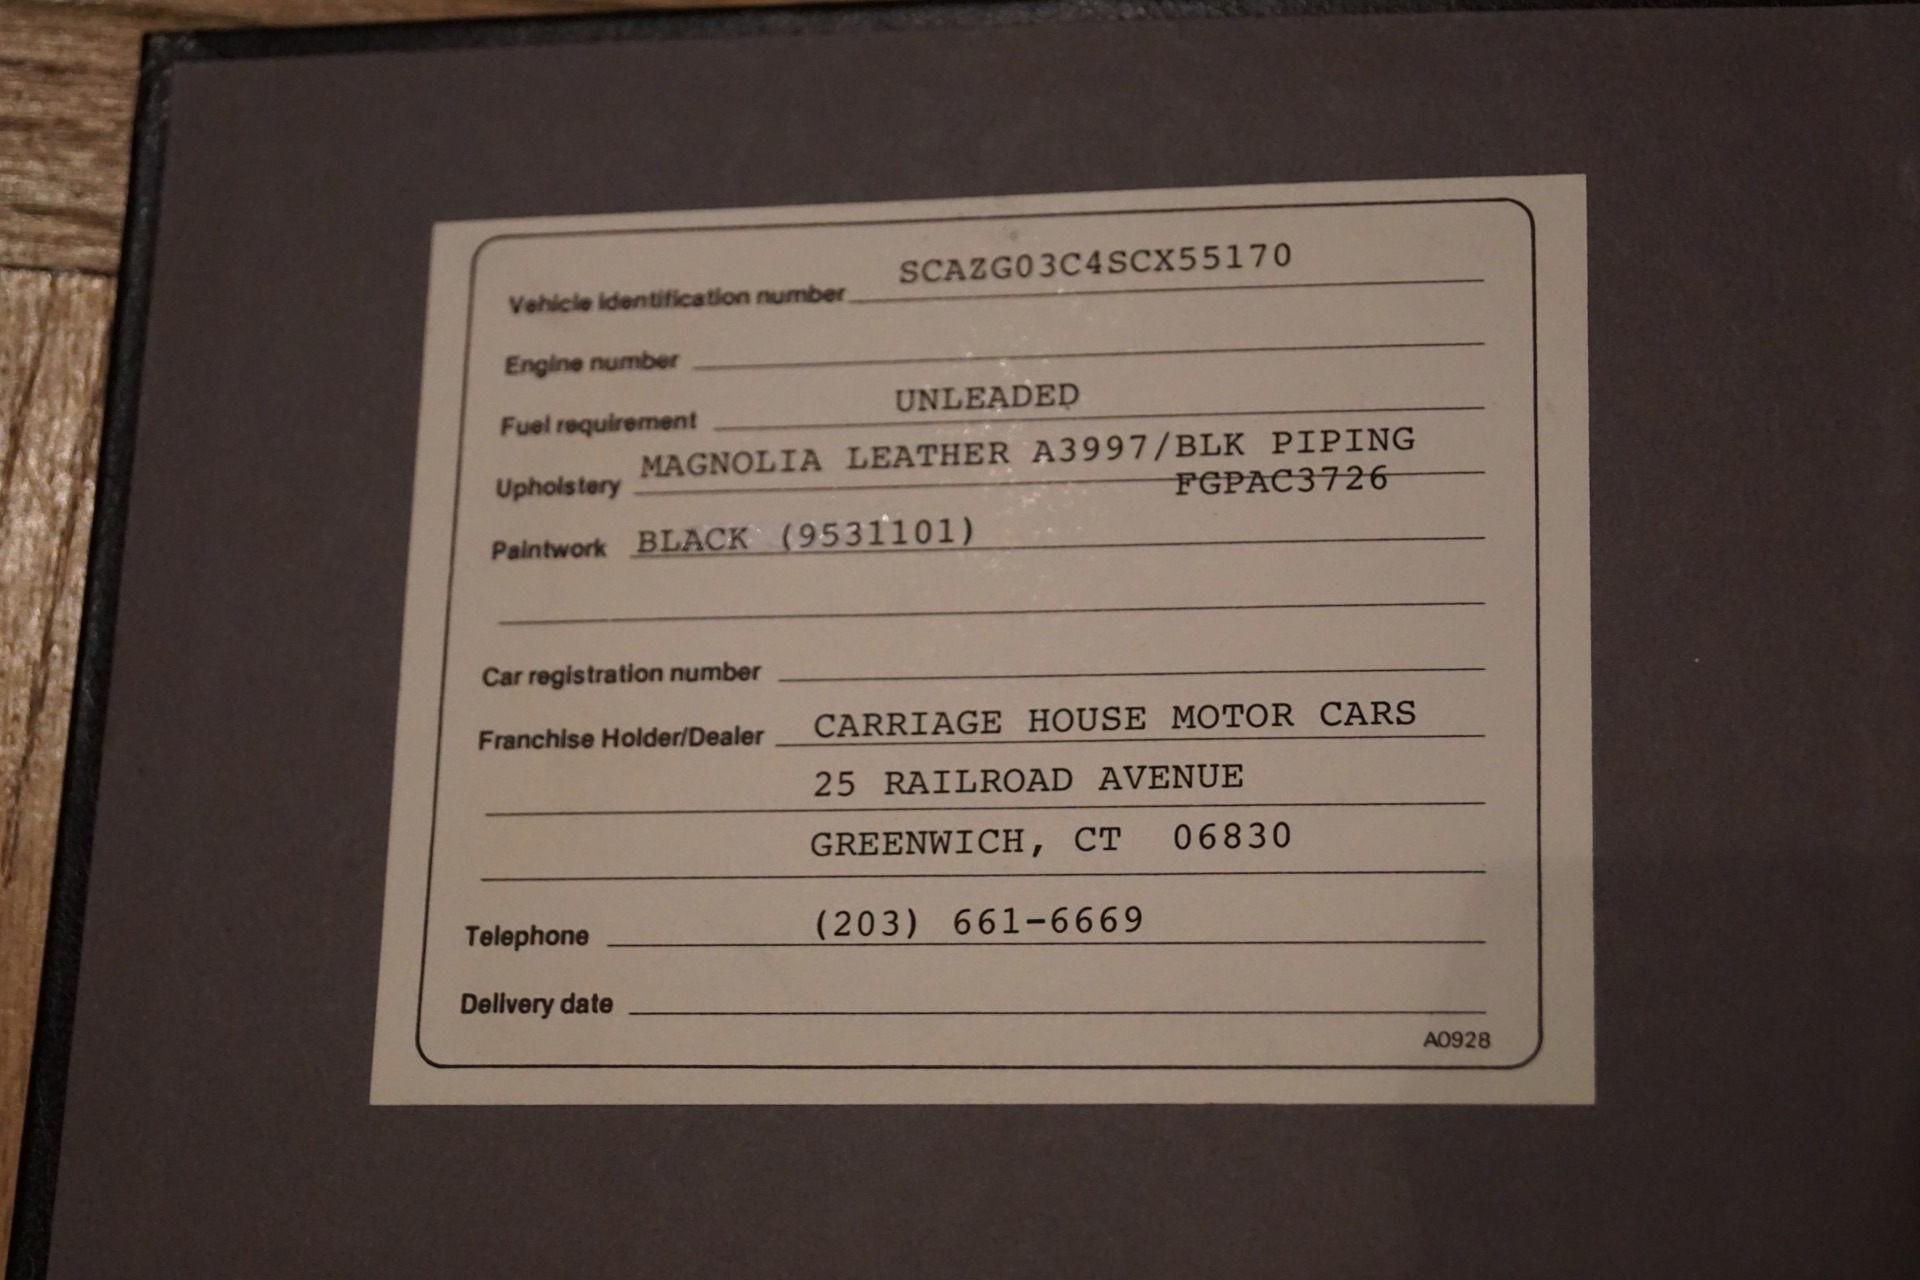 Vehicle identification number SCAZG03C4SCX55170
Engine number
Fuel requirement UNLEADED
Upholstery MAGNOLIA LEATHER A3997/BLK PIPING
FGPAC3726
Paintwork BLACK (9531101)
Car registration number
Franchise Holder/Dealer CARRIAGE HOUSE MOTOR CARS
25 RAILROAD AVENUE
GREENWICH, CT 06830
Telephone (203) 661-6669
Delivery date
A0928